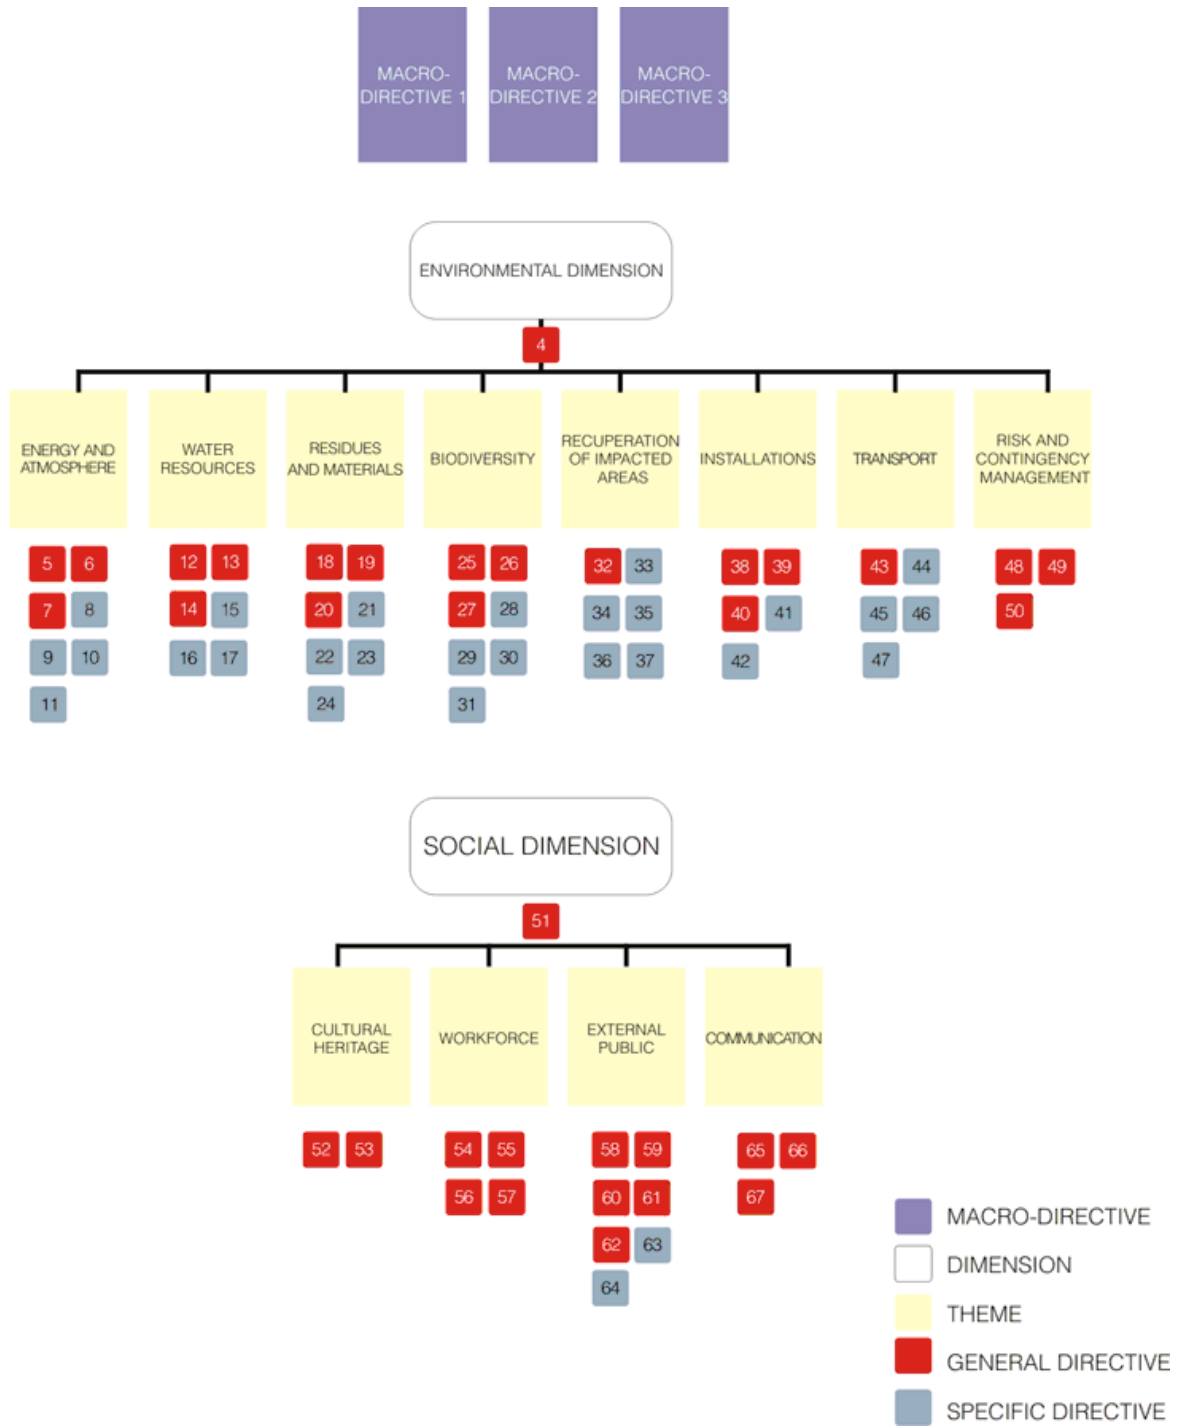 MACRO-
DIRECTIVE 1
MACRO-
DIRECTIVE 2
MACRO-
DIRECTIVE 3
ENVIRONMENTAL DIMENSION
4
ENERGY AND
ATMOSPHERE
WATER
RESOURCES
RESIDUES
AND MATERIALS
BIODIVERSITY
RECUPERATION
OF IMPACTED
AREAS
INSTALLATIONS
TRANSPORT
RISK AND
CONTINGENCY
MANAGEMENT
5 6
7 8
9 10
11
12 13
14 15
16 17
18 19
20 21
22 23
24
25 26
27 28
29 30
31
32 33
34 35
36 37
38 39
40 41
42
43 44
45 46
47
48 49
50
SOCIAL DIMENSION
51
CULTURAL
HERITAGE
WORKFORCE
EXTERNAL
PUBLIC
COMMUNICATION
52 53
54 55
56 57
58 59
60 61
62 63
64
65 66
67
MACRO-DIRECTIVE
DIMENSION
THEME
GENERAL DIRECTIVE
SPECIFIC DIRECTIVE